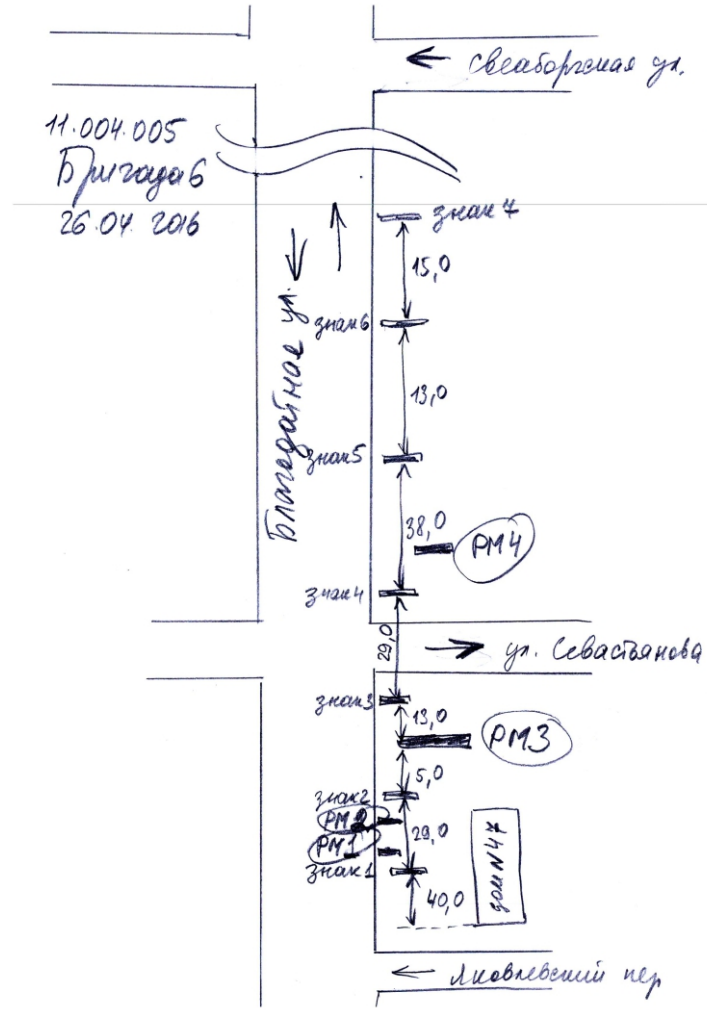 Свеаборгская ул.
11.004.005
Бригада 6
26.04.2016
знак 7
15,0
знак 6
Благодатная ул.
13,0
знак 5
38,0
РМ4
знак 4
29,0
ул. Севастьянова
знак 3
13,0
РМ3
5,0
знак 2
РМ2
29,0
РМ1
знак 1
дом N47
40,0
Яковлевский пер